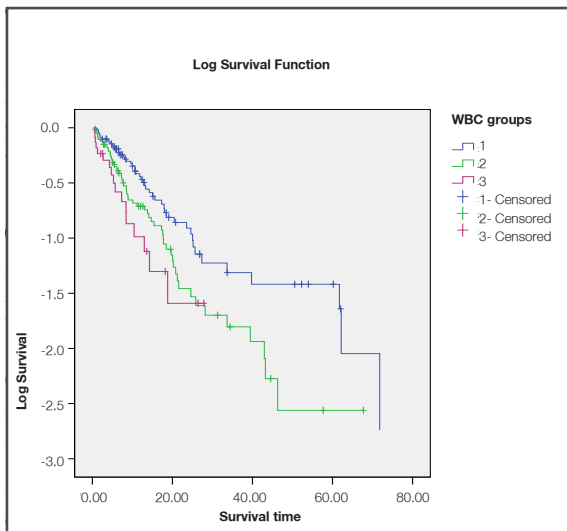 Log Survival Function
0.0
-0.5
-1.0
-1.5
-2.0
-2.5
-3.0
Log Survival
0.00
20.00
40.00
60.00
80.00
Survival time
WBC groups
1
2
3
1- Censored
2- Censored
3- Censored